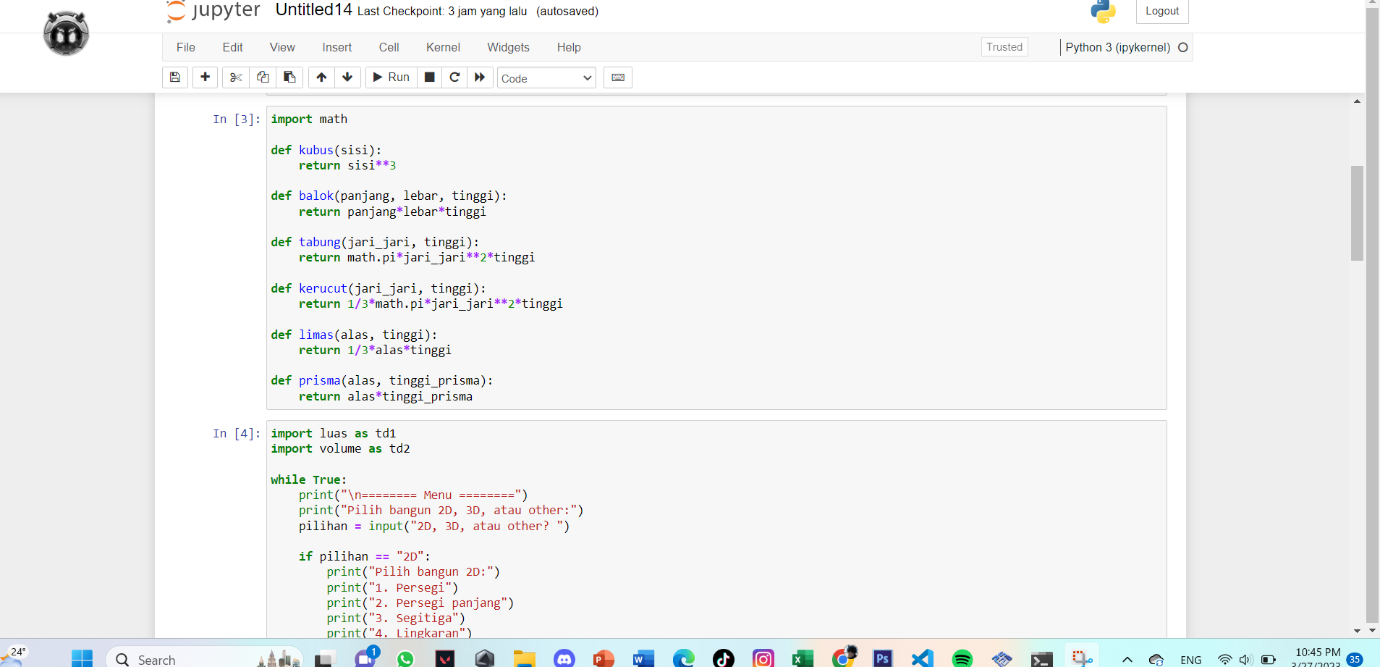 jupyter Untitled14 Last Checkpoint: 3 jam yang lalu (autosaved)
Logout
File Edit View Insert Cell Kernel Widgets Help
Trusted
Python 3 (ipykernel)
Run
Code
In [3]:
import math
def kubus(sisi):
return sisi**3
def balok(panjang, lebar, tinggi):
return panjang*lebar*tinggi
def tabung(jari_jari, tinggi):
return math.pi*jari_jari**2*tinggi
def kerucut(jari_jari, tinggi):
return 1/3*math.pi*jari_jari**2*tinggi
def limas(alas, tinggi):
return 1/3*alas*tinggi
def prisma(alas, tinggi_prisma):
return alas*tinggi_prisma
In [4]:
import luas as td1
import volume as td2
while True:
print("\n======== Menu ========")
print("Pilih bangun 2D, 3D, atau other:")
pilihan = input("2D, 3D, atau other? ")
if pilihan == "2D":
print("Pilih bangun 2D:")
print("1. Persegi")
print("2. Persegi panjang")
print("3. Segitiga")
print("4. Lingkaran")
24°
Search
1
ENG
10:45 PM
3/27/2023
35